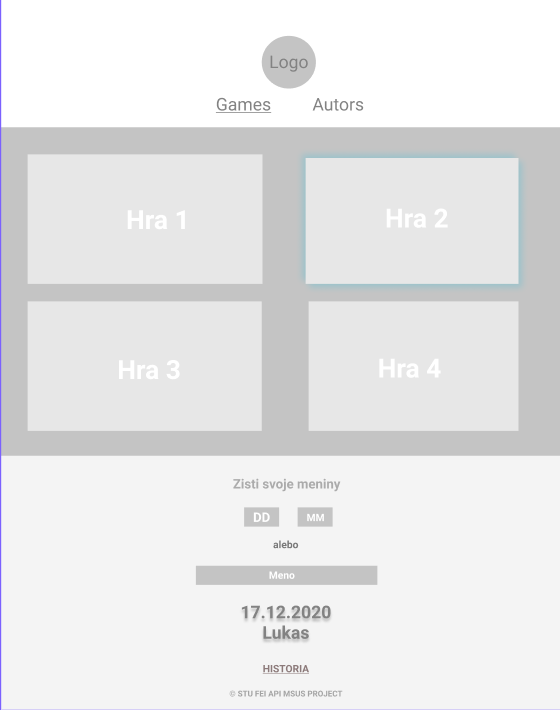 Logo
Games Autors
Hra 1 Hra 2
Hra 3 Hra 4
Zisti svoje meniny
DD MM
alebo
Meno
17.12.2020
Lukas
HISTORIA
© STU FEI API MSUS PROJECT